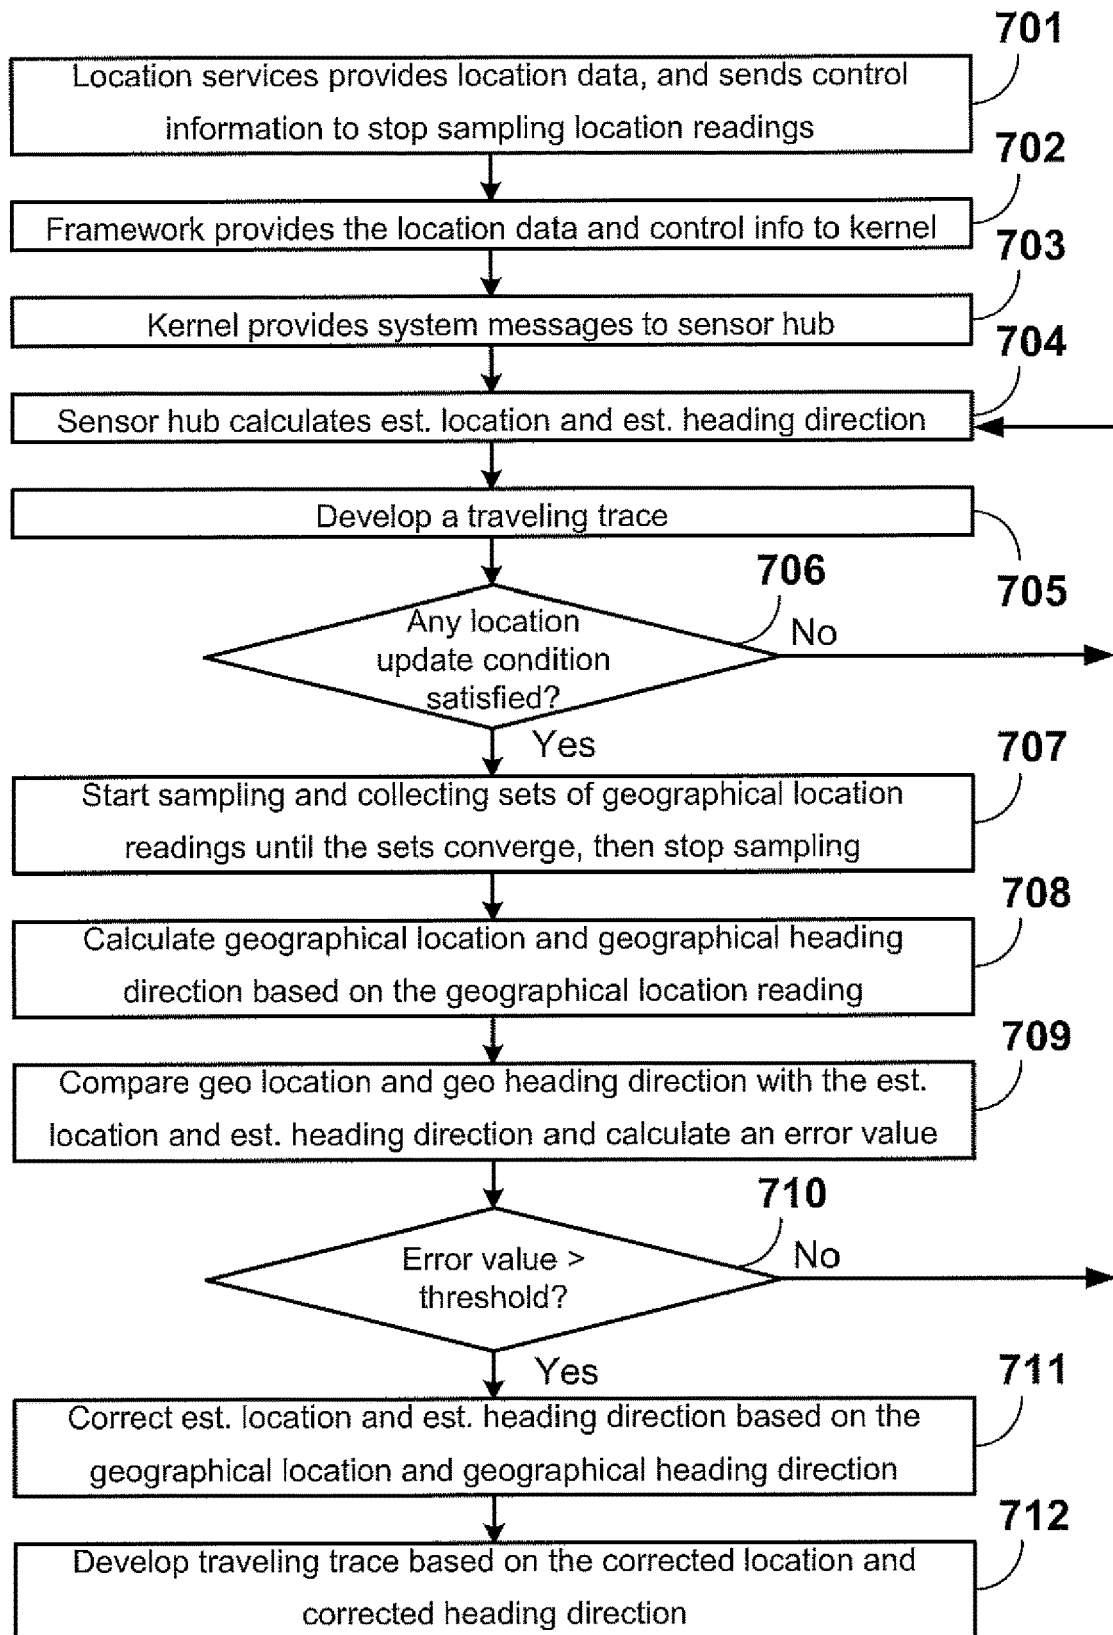 701
Location services provides location data, and sends control
information to stop sampling location readings
702
Framework provides the location data and control info to kernel
703
Kernel provides system messages to sensor hub
704
Sensor hub calculates est. location and est. heading direction
Develop a traveling trace
705
706
Any location
update condition
satisfied?
No
Yes
707
Start sampling and collecting sets of geographical location
readings until the sets converge, then stop sampling
708
Calculate geographical location and geographical heading
direction based on the geographical location reading
709
Compare geo location and geo heading direction with the est.
location and est. heading direction and calculate an error value
710
Error value >
threshold?
No
Yes
711
Correct est. location and est. heading direction based on the
geographical location and geographical heading direction
712
Develop traveling trace based on the corrected location and
corrected heading direction